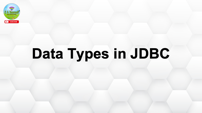 Data Types in JDBC